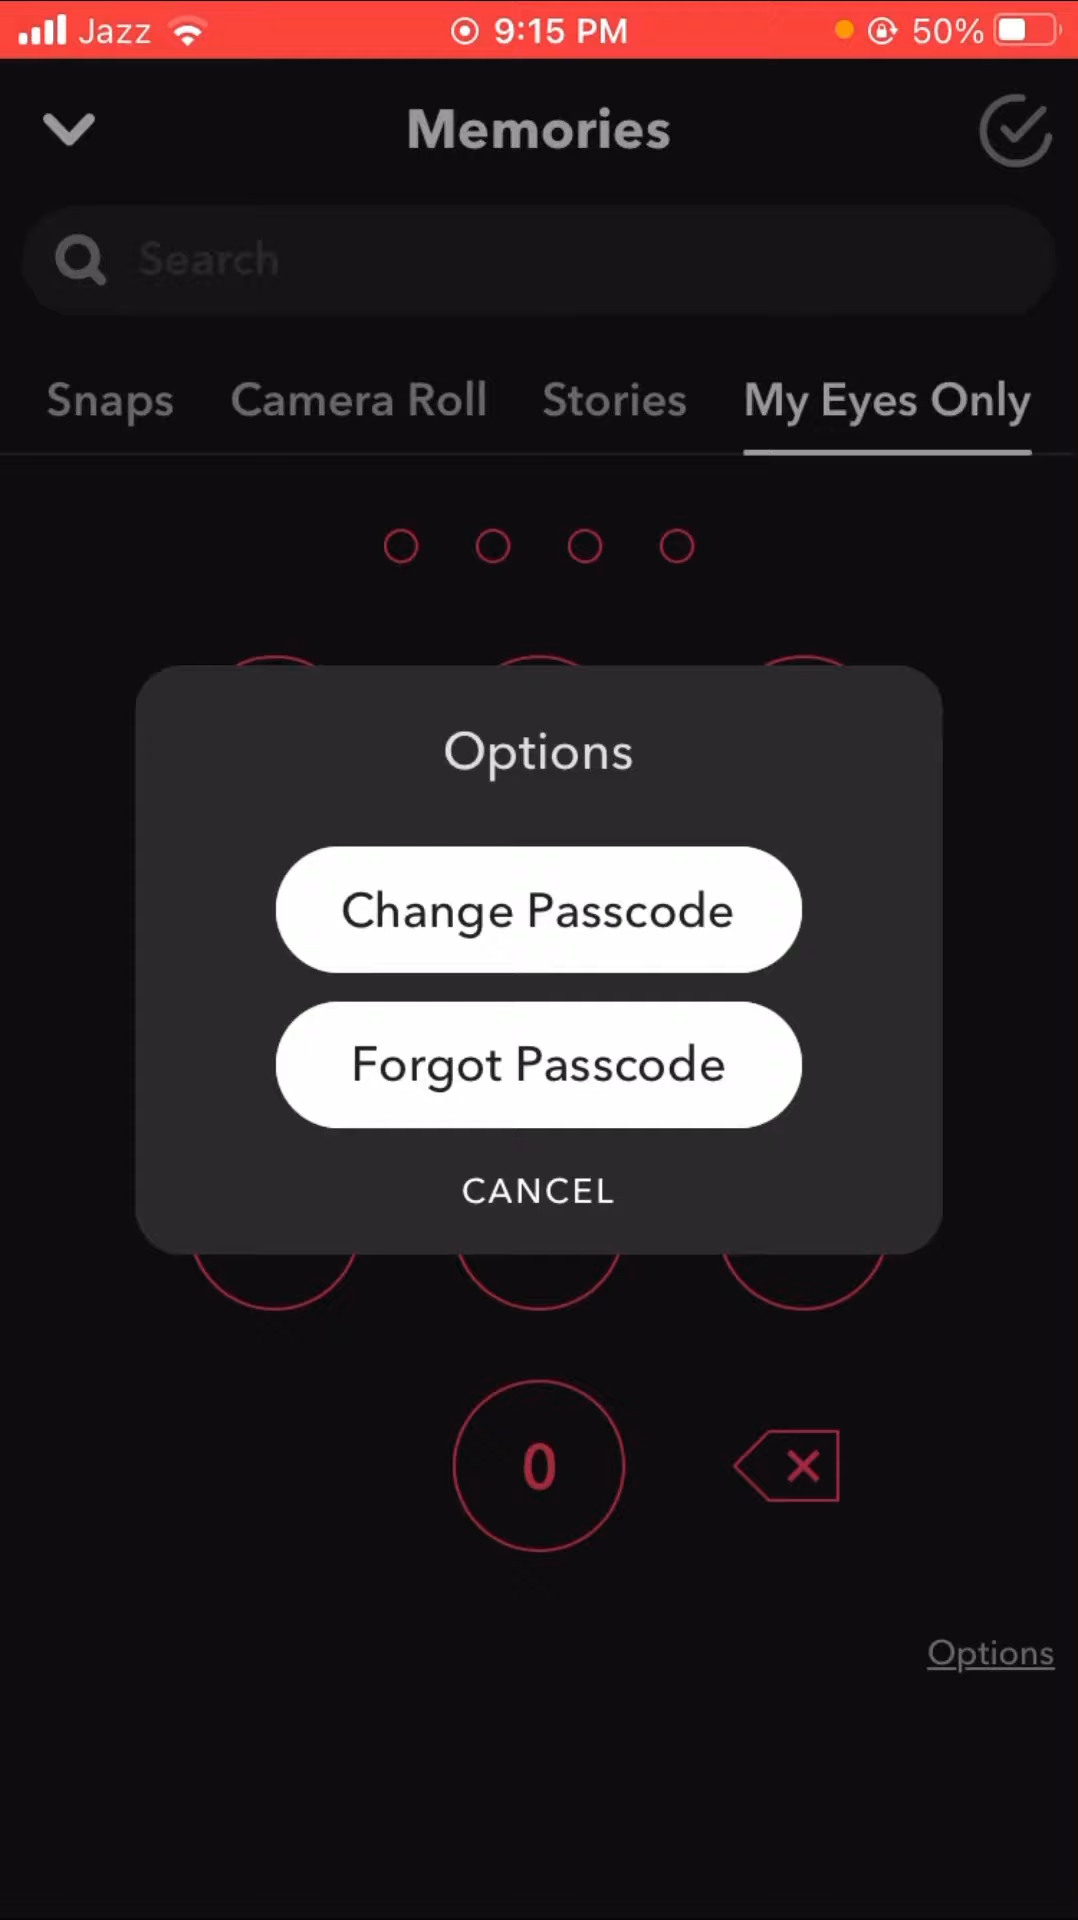 Jazz 9:15 PM 50%
Memories
Search
Snaps Camera Roll Stories My Eyes Only
Options
Change Passcode
Forgot Passcode
CANCEL
0
Options